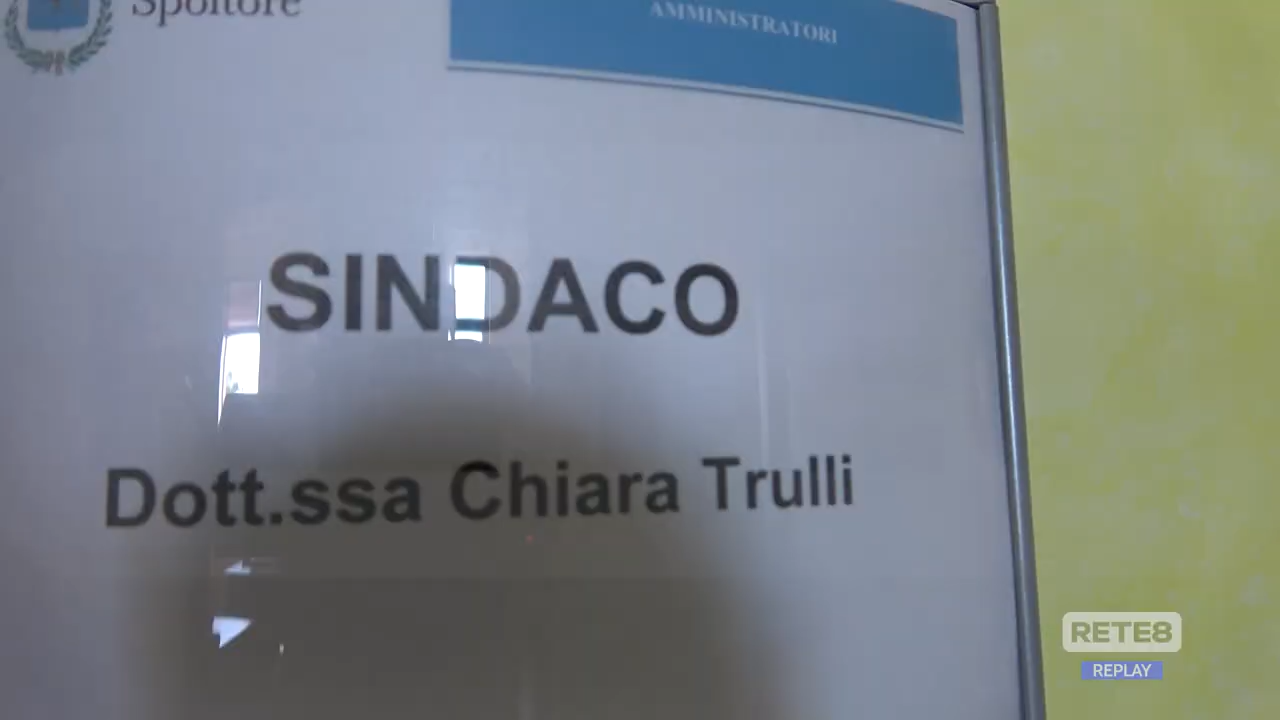 Spoltore
AMMINISTRATORI
SINDACO
Dott.ssa Chiara Trulli
RETE8
REPLAY